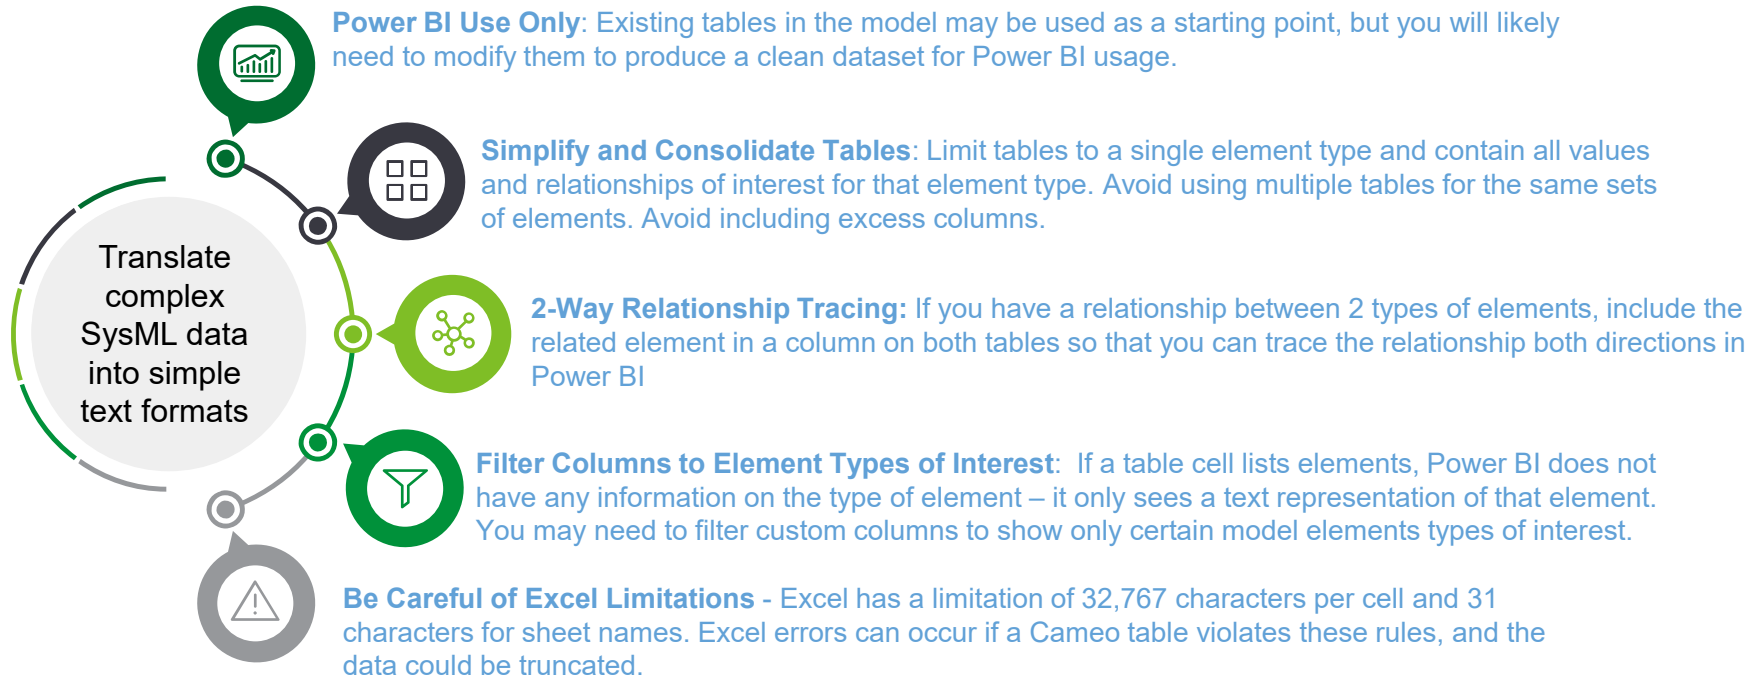 Power BI Use Only: Existing tables in the model may be used as a starting point, but you will likely
need to modify them to produce a clean dataset for Power BI usage.
Simplify and Consolidate Tables: Limit tables to a single element type and contain all values
and relationships of interest for that element type. Avoid using multiple tables for the same sets
of elements. Avoid including excess columns.
Translate
complex
SysML data
into simple
text formats
2-Way Relationship Tracing: If you have a relationship between 2 types of elements, include the
related element in a column on both tables so that you can trace the relationship both directions in
Power BI
Filter Columns to Element Types of Interest:  If a table cell lists elements, Power BI does not
have any information on the type of element – it only sees a text representation of that element.
You may need to filter custom columns to show only certain model elements types of interest.
Be Careful of Excel Limitations - Excel has a limitation of 32,767 characters per cell and 31
characters for sheet names. Excel errors can occur if a Cameo table violates these rules, and the
data could be truncated.